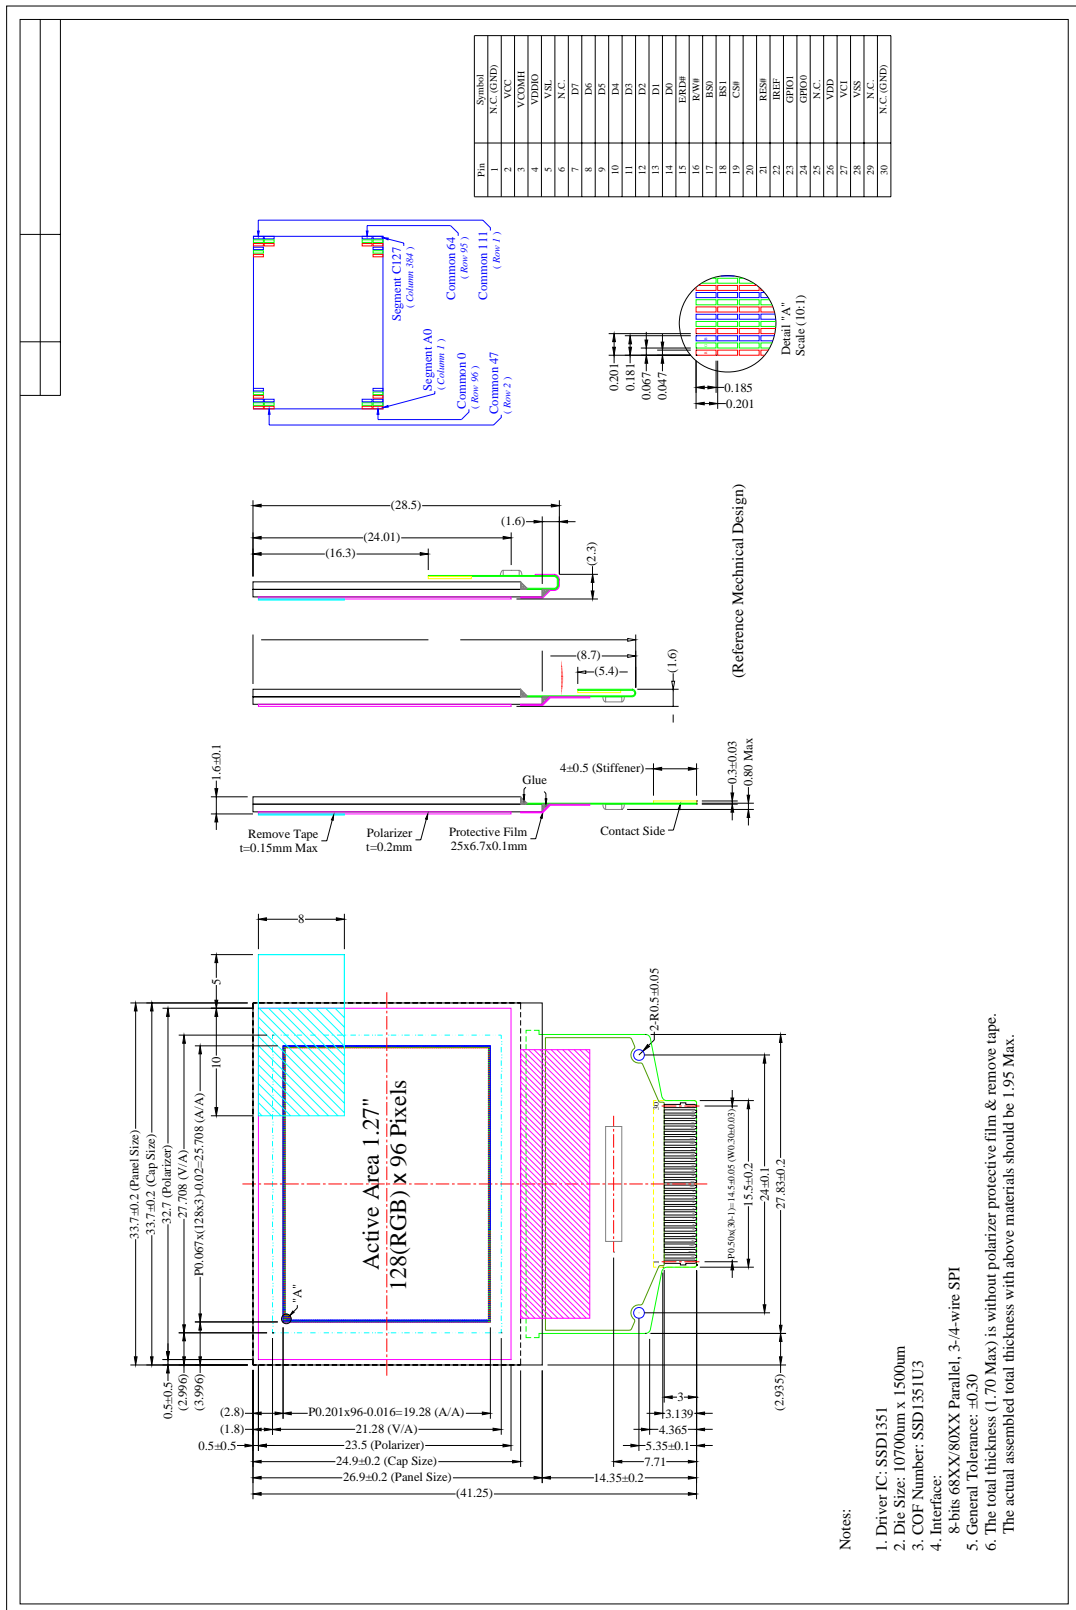 Pin Symbol
1 N.C. (GND)
2 VCC
3 VCOMH
4 VDDIO
5 VSL
6 N.C.
7 D7
8 D6
9 D5
10 D4
11 D3
12 D2
13 D1
14 D0
15 E/RD#
16 R/W#
17 BS0
18 BS1
19 CS#
20
21 RES#
22 IREF
23 GPIO1
24 GPIO0
25 N.C.
26 VDD
27 VCI
28 VSS
29 N.C.
30 N.C. (GND)
Segment C127
( Column 384 )
Common 64
( Row 95 )
Common 111
( Row 1 )
Segment A0
( Column 1 )
Common 0
( Row 96 )
Common 47
( Row 2 )
0.201
0.181
0.067
0.047
0.185
0.201
Detail "A"
Scale (10:1)
(28.5)
(24.01)
(16.3)
(1.6)
(2.3)
(8.7)
(5.4)
(1.6)
(Reference Mechnical Design)
1.6±0.1
Remove Tape
t=0.15mm Max
Polarizer
t=0.2mm
Protective Film
25x6.7x0.1mm
Glue
4±0.5 (Stiffener)
Contact Side
0.3±0.03
0.80 Max
8
5
10
33.7±0.2 (Panel Size)
33.7±0.2 (Cap Size)
32.7 (Polarizer)
27.708 (V/A)
P0.067x(128x3)-0.02=25.708 (A/A)
0.5±0.5
(2.996)
(3.996)
"A"
Active Area 1.27"
128(RGB) x 96 Pixels
2-R0.5±0.05
30
1
P0.50x(30-1)=14.5±0.05 (W0.30±0.03)
15.5±0.2
24±0.1
27.83±0.2
(2.935)
(2.8)
P0.201x96-0.016=19.28 (A/A)
(1.8)
21.28 (V/A)
0.5±0.5
23.5 (Polarizer)
24.9±0.2 (Cap Size)
26.9±0.2 (Panel Size)
14.35±0.2
(41.25)
3
3.139
4.365
5.35±0.1
7.71
Notes:
1. Driver IC: SSD1351
2. Die Size: 10700um x 1500um
3. COF Number: SSD1351U3
4. Interface:
8-bits 68XX/80XX Parallel, 3-/4-wire SPI
5. General Tolerance: ±0.30
6. The total thickness (1.70 Max) is without polarizer protective film & remove tape.
The actual assembled total thickness with above materials should be 1.95 Max.